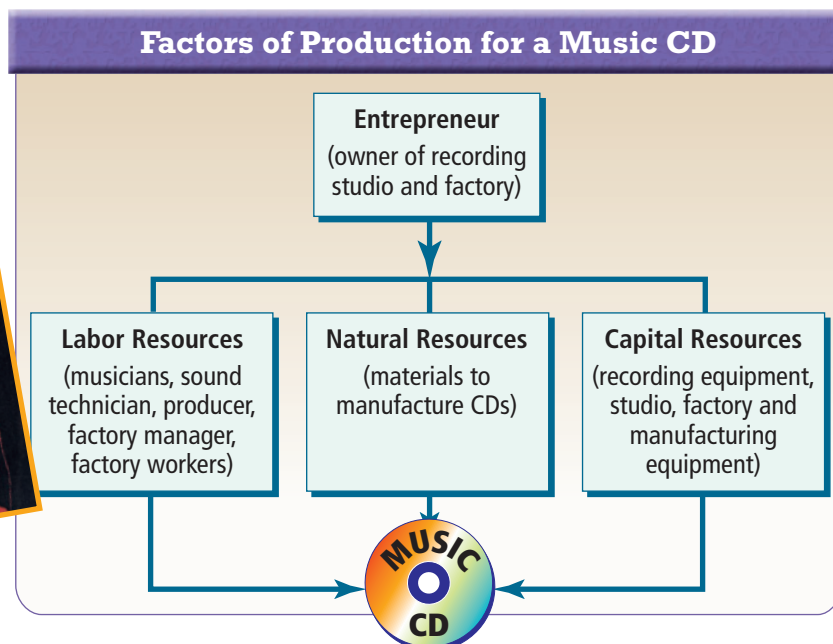 Factors of Production for a Music CD
Entrepreneur
(owner of recording
studio and factory)
Labor Resources
(musicians, sound
technician, producer,
factory manager,
factory workers)
Natural Resources
(materials to
manufacture CDs)
Capital Resources
(recording equipment,
studio, factory and
manufacturing
equipment)
MUSIC
CD